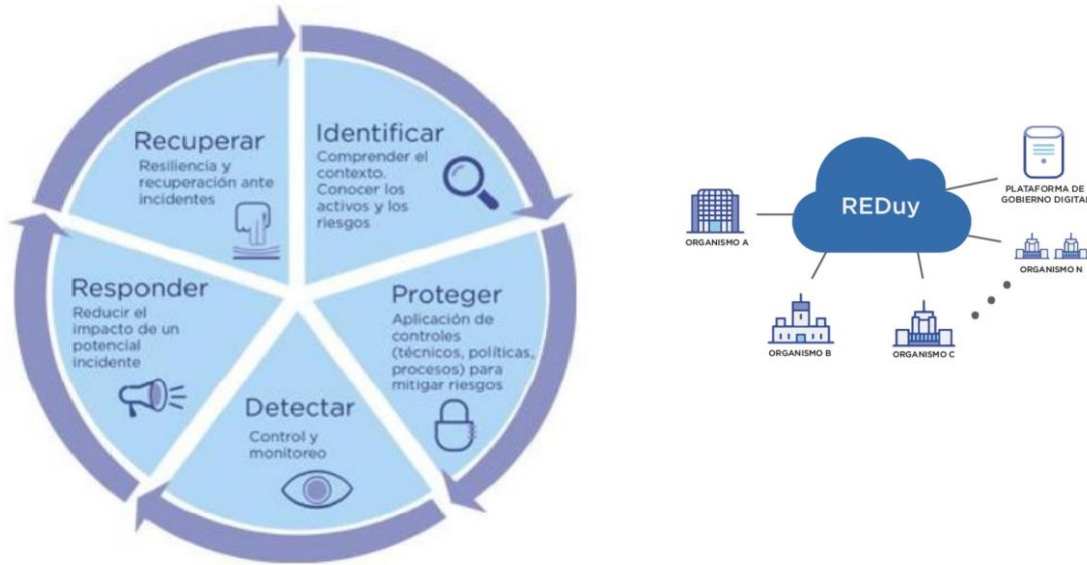 Recuperar
Resiliencia y
recuperación ante
incidentes
Identificar
Comprender el
contexto.
Conocer los
activos y los
riesgos
Responder
Reducir el
impacto de un
potencial
incidente
Proteger
Aplicación de
controles
(técnicos, políticas,
procesos) para
mitigar riesgos
Detectar
Control y
monitoreo
REDuy
PLATAFORMA DE
GOBIERNO DIGITAL
ORGANISMO A
ORGANISMO N
ORGANISMO B
ORGANISMO C